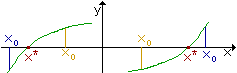 y
x₀ x₀
x* x₀ x* x₀ x